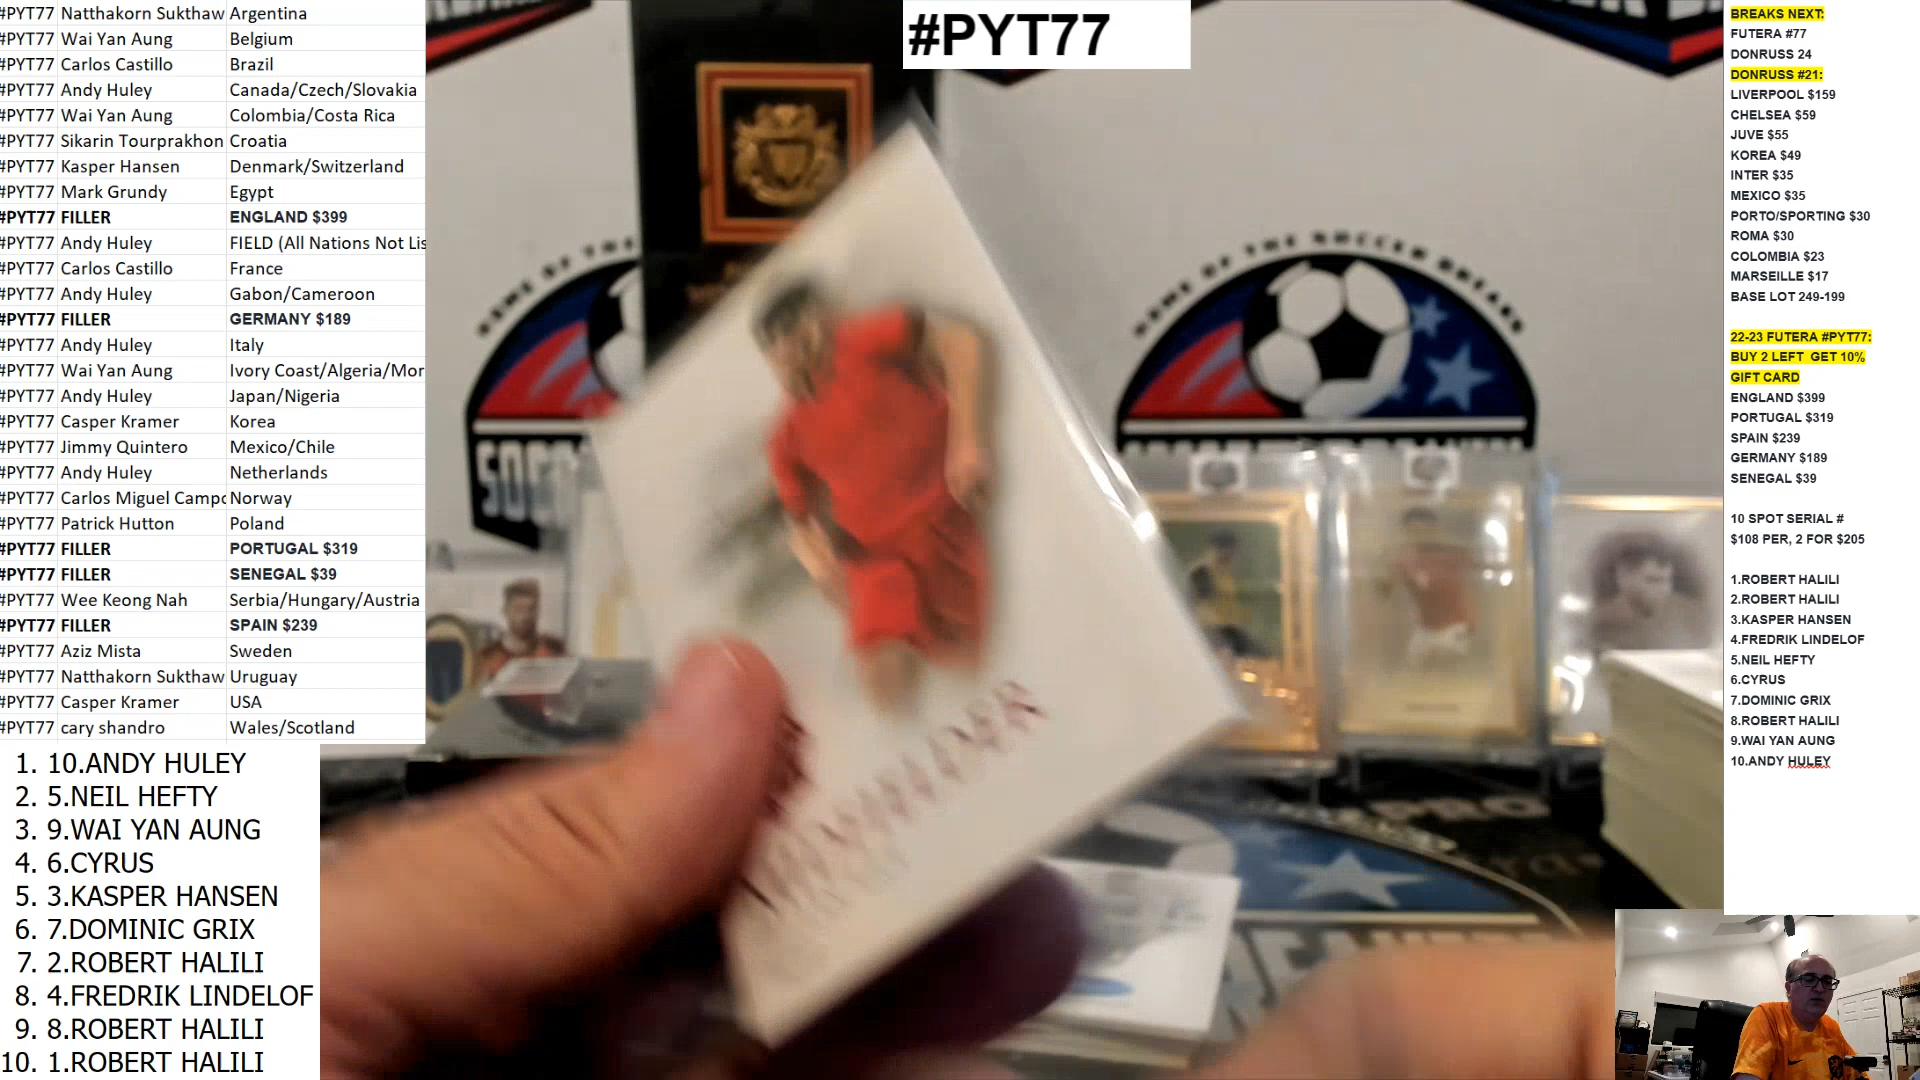 #PYT77 Natthakorn Sukthaw Argentina
#PYT77 Wai Yan Aung Belgium
#PYT77 Carlos Castillo Brazil
#PYT77 Andy Huley Canada/Czech/Slovakia
#PYT77 Wai Yan Aung Colombia/Costa Rica
#PYT77 Sikarin Tourprakhon Croatia
#PYT77 Kasper Hansen Denmark/Switzerland
#PYT77 Mark Grundy Egypt
#PYT77 FILLER ENGLAND $399
#PYT77 Andy Huley FIELD (All Nations Not Lis
#PYT77 Carlos Castillo France
#PYT77 Andy Huley Gabon/Cameroon
#PYT77 FILLER GERMANY $189
#PYT77 Andy Huley Italy
#PYT77 Wai Yan Aung Ivory Coast/Algeria/Mor
#PYT77 Andy Huley Japan/Nigeria
#PYT77 Casper Kramer Korea
#PYT77 Jimmy Quintero Mexico/Chile
#PYT77 Andy Huley Netherlands
#PYT77 Carlos Miguel Campo Norway
#PYT77 Patrick Hutton Poland
#PYT77 FILLER PORTUGAL $319
#PYT77 FILLER SENEGAL $39
#PYT77 Wee Keong Nah Serbia/Hungary/Austria
#PYT77 FILLER SPAIN $239
#PYT77 Aziz Mista Sweden
#PYT77 Natthakorn Sukthaw Uruguay
#PYT77 Casper Kramer USA
#PYT77 cary shandro Wales/Scotland
1. 10.ANDY HULEY
2. 5.NEIL HEFTY
3. 9.WAI YAN AUNG
4. 6.CYRUS
5. 3.KASPER HANSEN
6. 7.DOMINIC GRIX
7. 2.ROBERT HALILI
8. 4.FREDRIK LINDELOF
9. 8.ROBERT HALILI
10. 1.ROBERT HALILI
#PYT77
HOME OF THE SOCCER BREAKS
BREAKS NEXT:
FUTERA #77
DONRUSS 24
DONRUSS #21:
LIVERPOOL $159
CHELSEA $59
JUVE $55
KOREA $49
INTER $35
MEXICO $35
PORTO/SPORTING $30
ROMA $30
COLOMBIA $23
MARSEILLE $17
BASE LOT 249-199
22-23 FUTERA #PYT77:
BUY 2 LEFT GET 10%
GIFT CARD
ENGLAND $399
PORTUGAL $319
SPAIN $239
GERMANY $189
SENEGAL $39
10 SPOT SERIAL #
$108 PER, 2 FOR $205
1.ROBERT HALILI
2.ROBERT HALILI
3.KASPER HANSEN
4.FREDRIK LINDELOF
5.NEIL HEFTY
6.CYRUS
7.DOMINIC GRIX
8.ROBERT HALILI
9.WAI YAN AUNG
10.ANDY HULEY